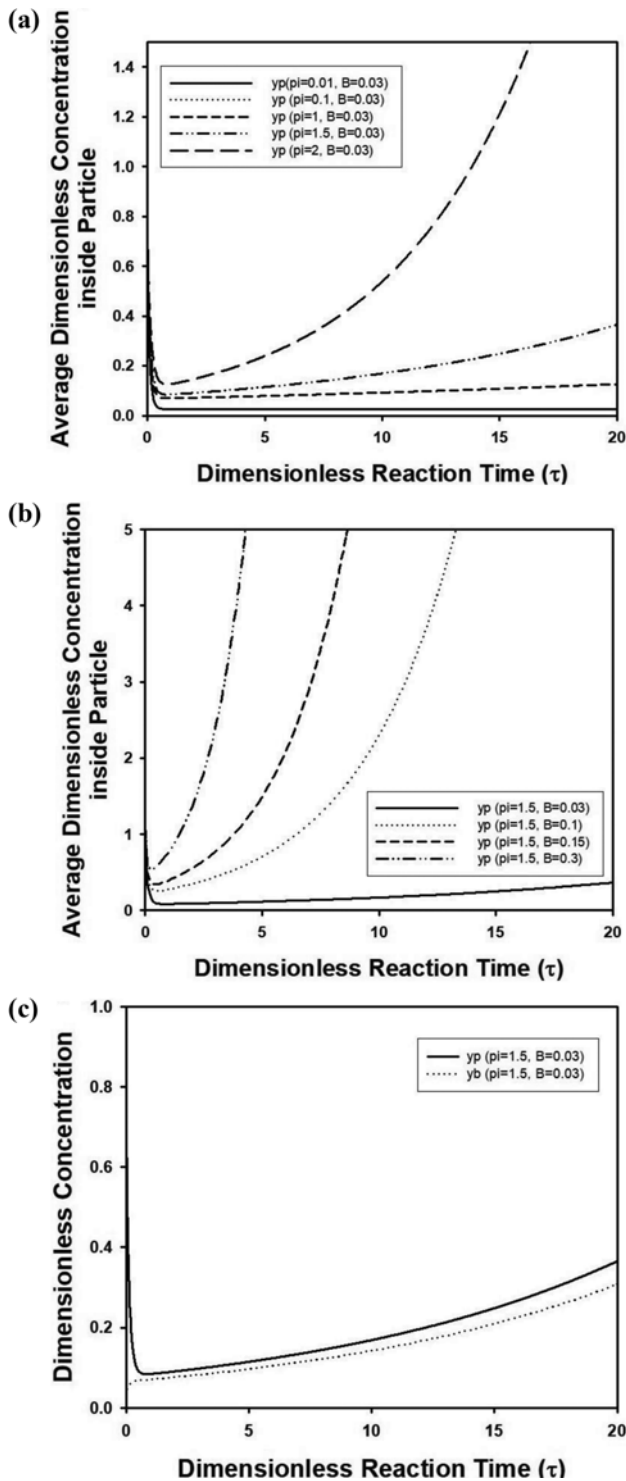 (a)
Average Dimensionless Concentration
inside Particle
1.4
1.2
1.0
0.8
0.6
0.4
0.2
0.0
yp(pi=0.01, B=0.03)
yp (pi=0.1, B=0.03)
yp (pi=1, B=0.03)
yp (pi=1.5, B=0.03)
yp (pi=2, B=0.03)
0 5 10 15 20
Dimensionless Reaction Time (τ)
(b)
Average Dimensionless Concentration
inside Particle
5
4
3
2
1
0
yp (pi=1.5, B=0.03)
yp (pi=1.5, B=0.1)
yp (pi=1.5, B=0.15)
yp (pi=1.5, B=0.3)
0 5 10 15 20
Dimensionless Reaction Time (τ)
(c)
Dimensionless Concentration
1.0
0.8
0.6
0.4
0.2
0.0
yp (pi=1.5, B=0.03)
yb (pi=1.5, B=0.03)
0 5 10 15 20
Dimensionless Reaction Time (τ)